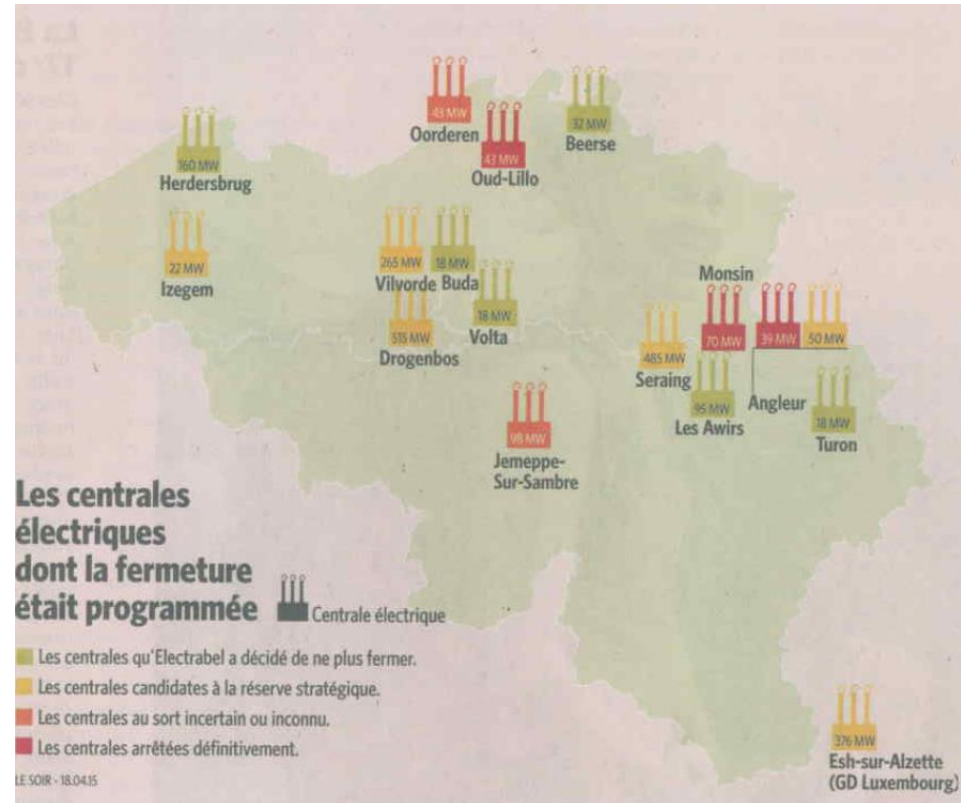 43 MW
Oorderen
43 MW
Oud-Lillo
32 MW
Beerse
160 MW
Herdersbrug
22 MW
Izegem
265 MW
Vilvorde
18 MW
Buda
18 MW
Volta
515 MW
Drogenbos
Monsin
70 MW
39 MW
50 MW
Angleur
485 MW
Seraing
95 MW
Les Awirs
18 MW
Turon
98 MW
Jemeppe-
Sur-Sambre
Les centrales
électriques
dont la fermeture
était programmée
Centrale électrique
Les centrales qu'Electrabel a décidé de ne plus fermer.
Les centrales candidates à la réserve stratégique.
Les centrales au sort incertain ou inconnu.
Les centrales arrêtées définitivement.
LE SOIR - 18.04.15
376 MW
Esh-sur-Alzette
(GD Luxembourg)